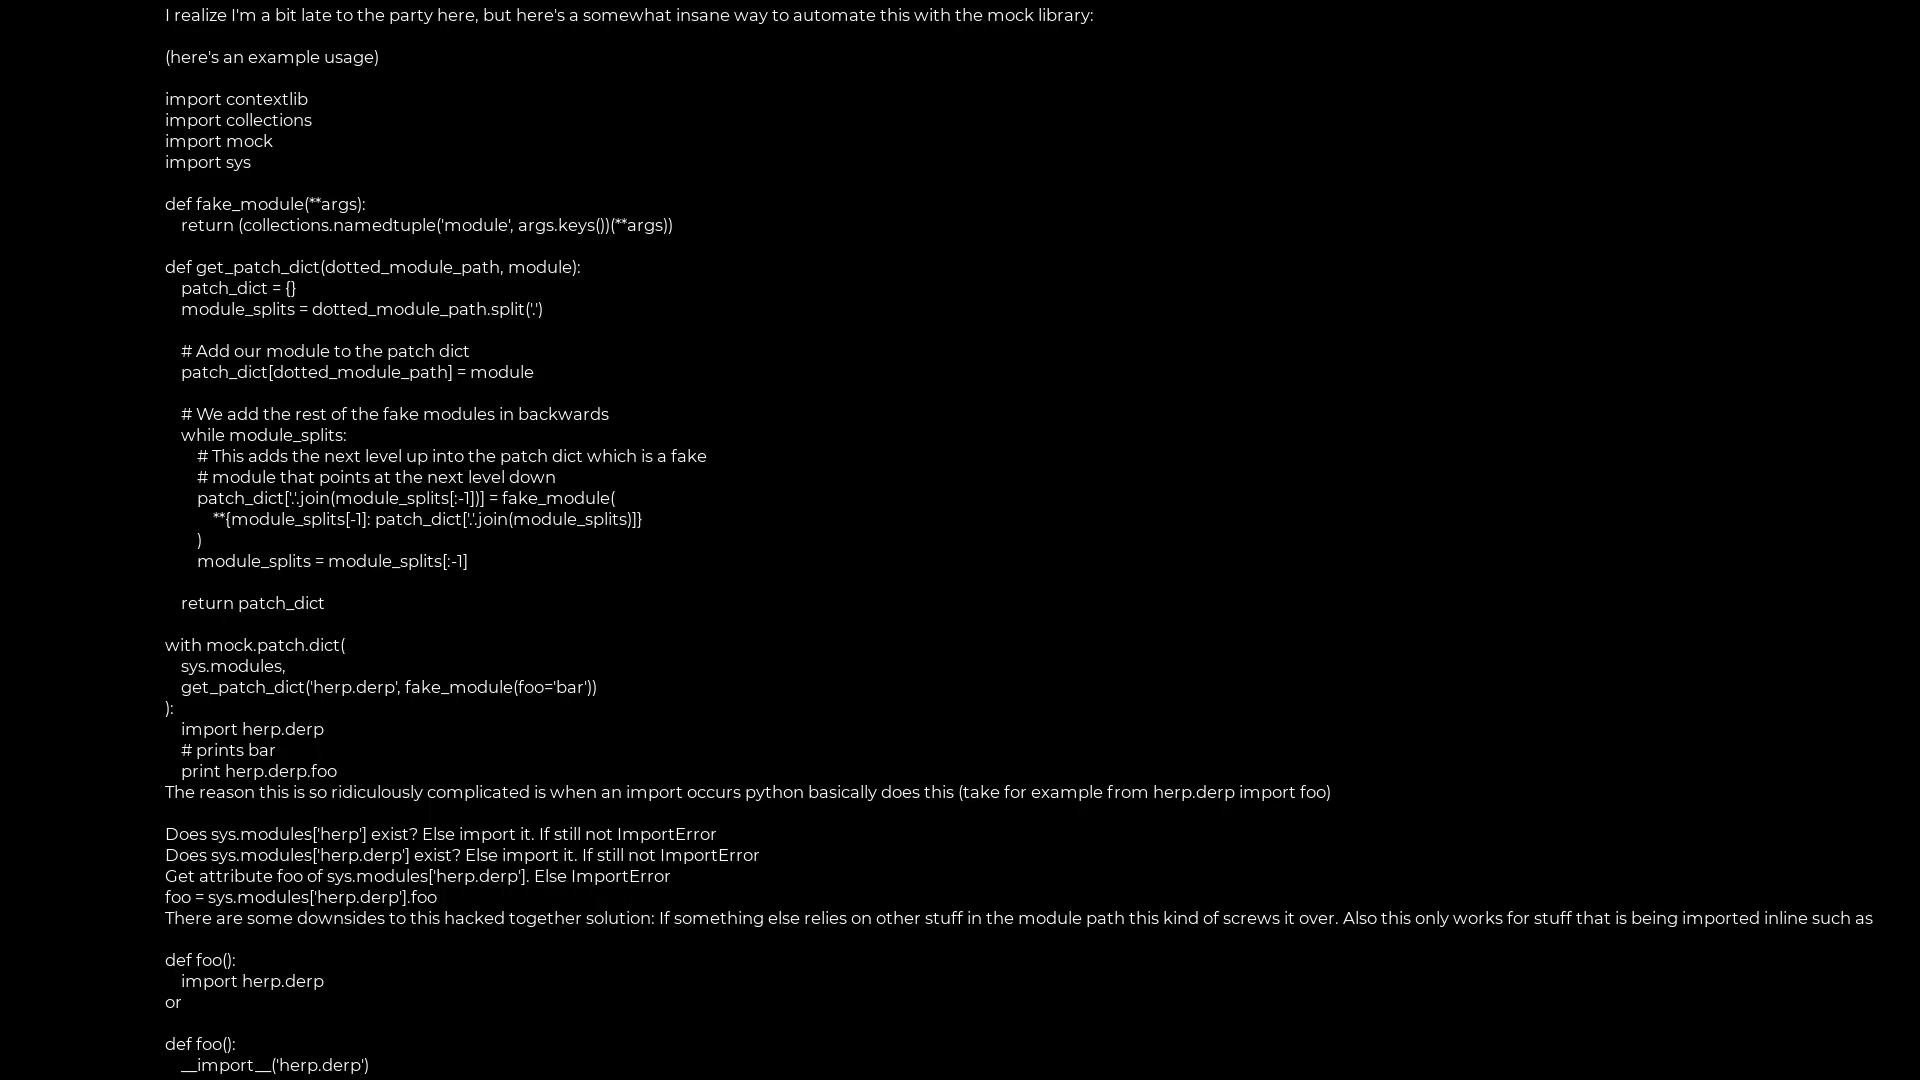 I realize I'm a bit late to the party here, but here's a somewhat insane way to automate this with the mock library:

(here's an example usage)

import contextlib
import collections
import mock
import sys

def fake_module(**args):
    return (collections.namedtuple('module', args.keys())(**args))

def get_patch_dict(dotted_module_path, module):
    patch_dict = {}
    module_splits = dotted_module_path.split('.')

    # Add our module to the patch dict
    patch_dict[dotted_module_path] = module

    # We add the rest of the fake modules in backwards
    while module_splits:
        # This adds the next level up into the patch dict which is a fake
        # module that points at the next level down
        patch_dict['.'.join(module_splits[:-1])] = fake_module(
            **{module_splits[-1]: patch_dict['.'.join(module_splits)]}
        )
        module_splits = module_splits[:-1]

    return patch_dict

with mock.patch.dict(
    sys.modules,
    get_patch_dict('herp.derp', fake_module(foo='bar'))
):
    import herp.derp
    # prints bar
    print herp.derp.foo
The reason this is so ridiculously complicated is when an import occurs python basically does this (take for example from herp.derp import foo)

Does sys.modules['herp'] exist? Else import it. If still not ImportError
Does sys.modules['herp.derp'] exist? Else import it. If still not ImportError
Get attribute foo of sys.modules['herp.derp']. Else ImportError
foo = sys.modules['herp.derp'].foo
There are some downsides to this hacked together solution: If something else relies on other stuff in the module path this kind of screws it over. Also this only works for stuff that is being imported inline such as

def foo():
    import herp.derp
or

def foo():
    __import__('herp.derp')